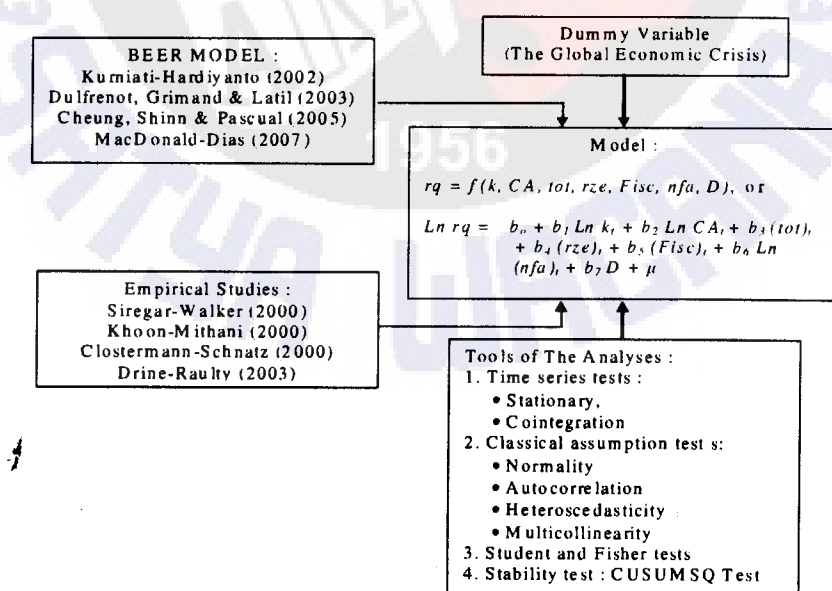 BEER MODEL :
Kurniati-Hardiyanto (2002)
Dulfrenot, Grimand & Latil (2003)
Cheung, Shinn & Pascual (2005)
MacDonald-Dias (2007)
Dummy Variable
(The Global Economic Crisis)
Model :
rq = f(k, CA, tot, rze, Fisc, nfa, D), or
Ln rq = b₀ + b₁ Ln kₜ + b₂ Ln CAₜ + b₃ (tot)ₜ
+ b₄ (rze)ₜ + b₅ (Fisc)ₜ + b₆ Ln
(nfa)ₜ + b₇ D + μ
Empirical Studies :
Siregar-Walker (2000)
Khoon-Mithani (2000)
Clostermann-Schnatz (2000)
Drine-Raulty (2003)
Tools of The Analyses :
1. Time series tests :
• Stationary,
• Cointegration
2. Classical assumption test s:
• Normality
• Autocorrelation
• Heteroscedasticity
• Multicollinearity
3. Student and Fisher tests
4. Stability test : CUSUMSQ Test
1956
SATYA WACANA